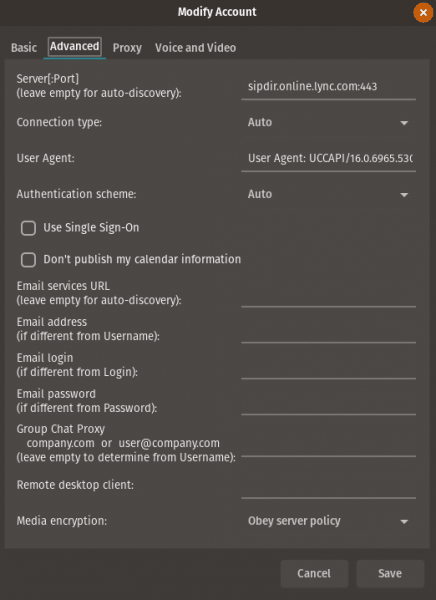 Modify Account
Basic Advanced Proxy Voice and Video
Server[:Port]
(leave empty for auto-discovery):
sipdir.online.lync.com:443
Connection type: Auto
User Agent: User Agent: UCCAPI/16.0.6965.530
Authentication scheme: Auto
Use Single Sign-On
Don't publish my calendar information
Email services URL
(leave empty for auto-discovery):
Email address
(if different from Username):
Email login
(if different from Login):
Email password
(if different from Password):
Group Chat Proxy
company.com or user@company.com
(leave empty to determine from Username):
Remote desktop client:
Media encryption: Obey server policy
Cancel Save